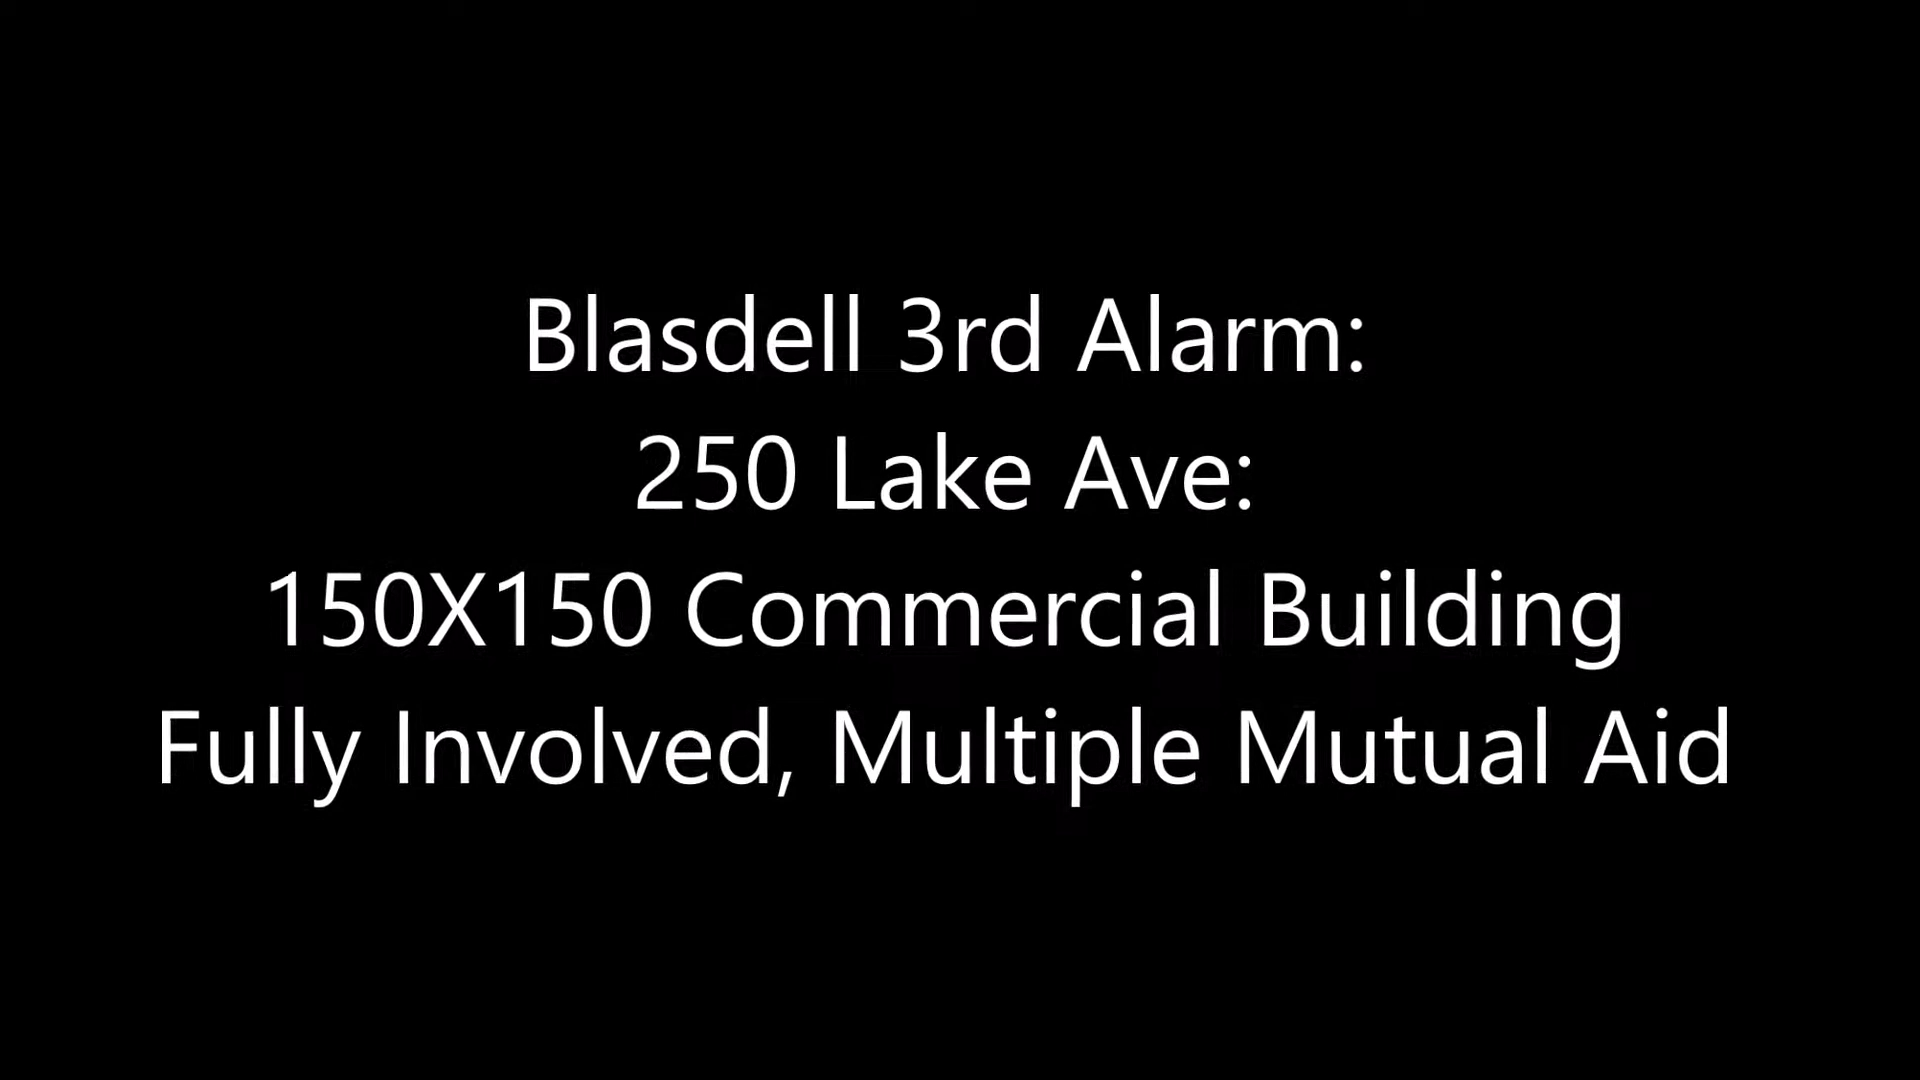 Blasdell 3rd Alarm:
250 Lake Ave:
150X150 Commercial Building
Fully Involved, Multiple Mutual Aid